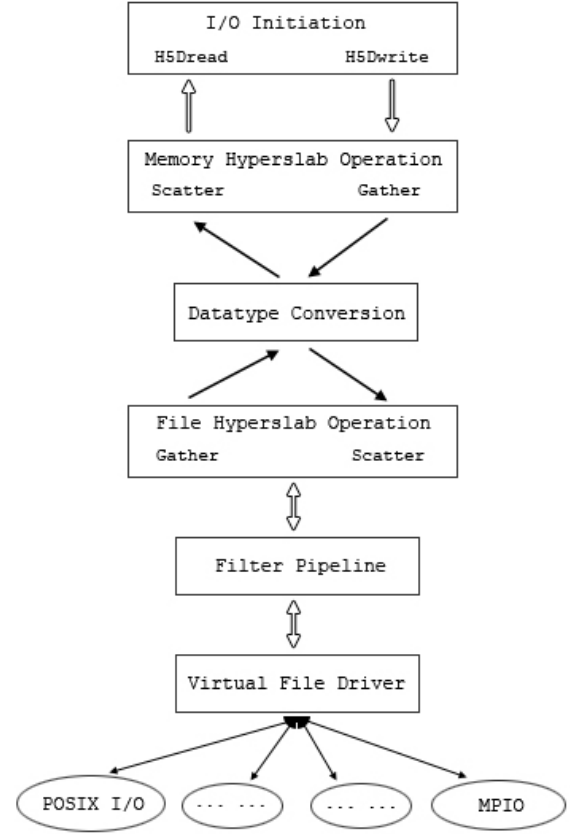 I/O Initiation
H5Dread H5Dwrite
Memory Hyperslab Operation
Scatter Gather
Datatype Conversion
File Hyperslab Operation
Gather Scatter
Filter Pipeline
Virtual File Driver
POSIX I/O ... ... ... ... MPIO